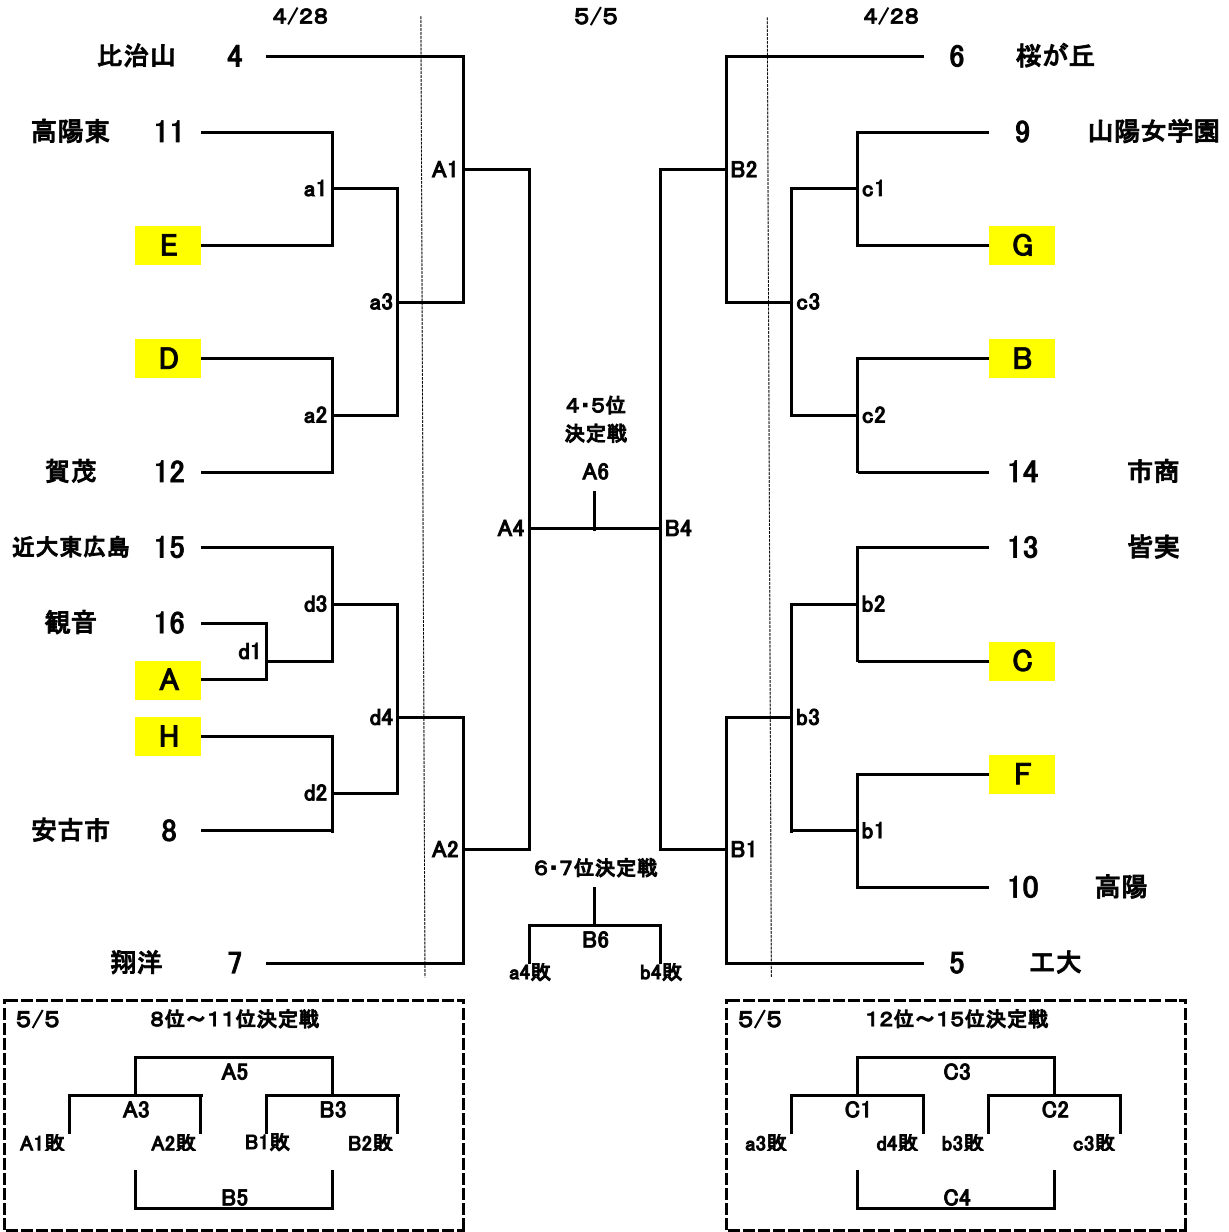 4/28
5/5
4/28
比治山 4
6 桜が丘
高陽東 11
9 山陽女学園
A1
B2
a1
c1
E
G
a3
c3
D
B
4・5位
決定戦
a2
c2
賀茂 12
A6
14 市商
A4
B4
近大東広島 15
13 皆実
d3
b2
観音 16
d1
A
C
d4
b3
H
F
d2
b1
安古市 8
A2
B1
6・7位決定戦
10 高陽
B6
翔洋 7
a4敗
b4敗
5 工大
5/5 8位～11位決定戦
A5
A3
B3
A1敗
A2敗
B1敗
B2敗
B5
5/5 12位～15位決定戦
C3
C1
C2
a3敗
d4敗
b3敗
c3敗
C4